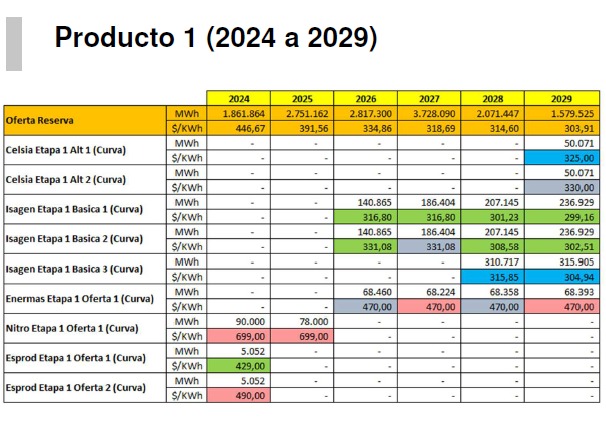 Producto 1 (2024 a 2029)
2024 2025 2026 2027 2028 2029
Oferta Reserva MWh 1.861.864 2.751.162 2.817.300 3.728.090 2.071.447 1.579.525
$/KWh 446,67 391,56 334,86 318,69 314,60 303,91
Celsia Etapa 1 Alt 1 (Curva) MWh - - - - - 50.071
$/KWh - - - - - 325,00
Celsia Etapa 1 Alt 2 (Curva) MWh - - - - - 50.071
$/KWh - - - - - 330,00
Isagen Etapa 1 Basica 1 (Curva) MWh - - 140.865 186.404 207.145 236.929
$/KWh - - 316,80 316,80 301,23 299,16
Isagen Etapa 1 Basica 2 (Curva) MWh - - 140.865 186.404 207.145 236.929
$/KWh - - 331,08 331,08 308,58 302,51
Isagen Etapa 1 Basica 3 (Curva) MWh - - - - 310.717 315.905
$/KWh - - - - 315,85 304,94
Enermas Etapa 1 Oferta 1 (Curva) MWh - - 68.460 68.224 68.358 68.393
$/KWh - - 470,00 470,00 470,00 470,00
Nitro Etapa 1 Oferta 1 (Curva) MWh 90.000 78.000 - - - -
$/KWh 699,00 699,00 - - - -
Esprod Etapa 1 Oferta 1 (Curva) MWh 5.052 - - - - -
$/KWh 429,00 - - - - -
Esprod Etapa 1 Oferta 2 (Curva) MWh 5.052 - - - - -
$/KWh 490,00 - - - - -